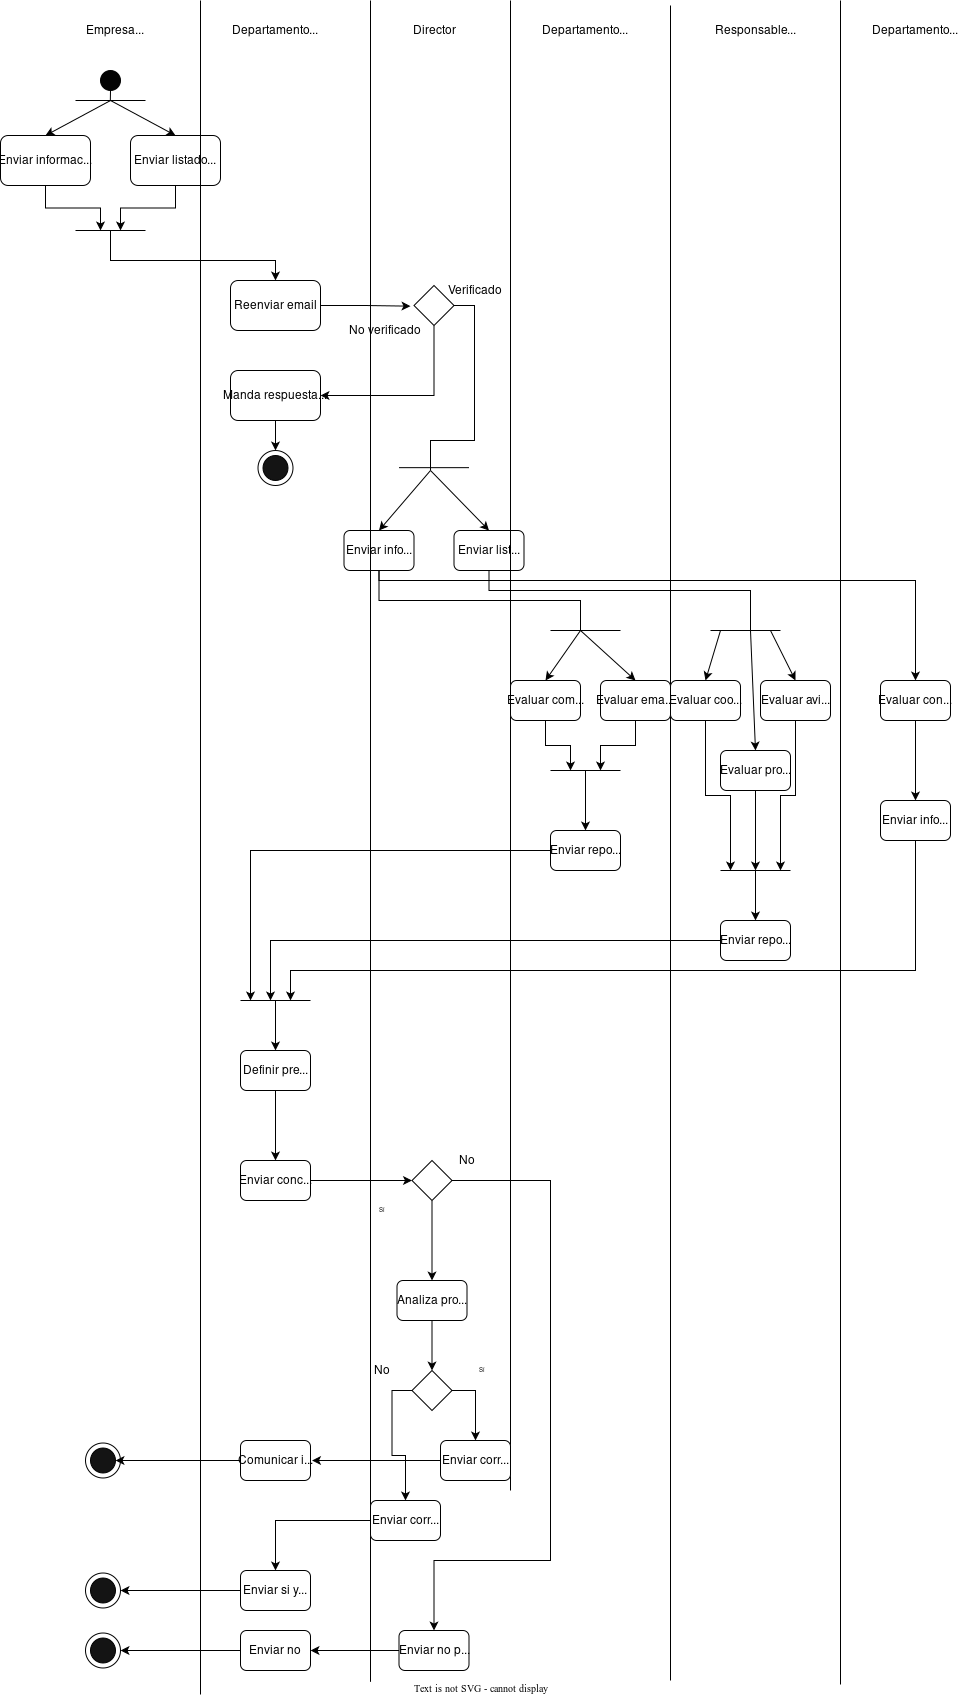 Empresa...
Departamento...
Director
Departamento...
Responsable...
Departamento...
Enviar informac...
Enviar listado...
Reenviar email
Verificado
No verificado
Manda respuesta...
Enviar info...
Enviar list...
Evaluar com...
Evaluar ema...
Evaluar coo...
Evaluar avi...
Evaluar con...
Evaluar pro...
Enviar info...
Enviar repo...
Enviar repo...
Definir pre...
No
Enviar conc...
Si
Analiza pro...
No
Si
Comunicar i...
Enviar corr...
Enviar corr...
Enviar si y...
Enviar no
Enviar no p...
Text is not SVG - cannot display